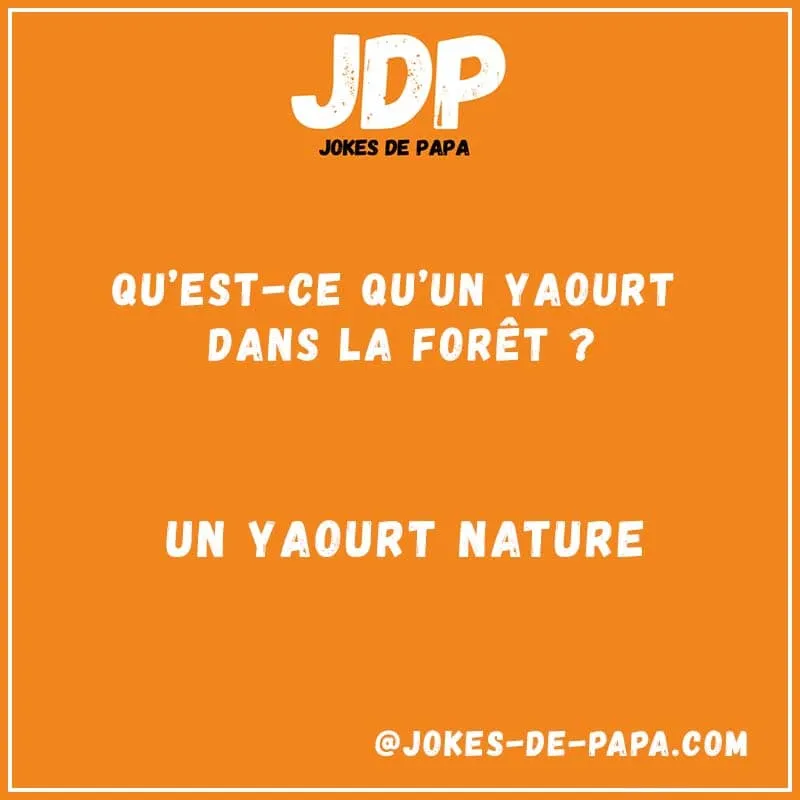 JDP
JOKES DE PAPA
QU'EST-CE QU'UN YAOURT
DANS LA FORÊT ?
UN YAOURT NATURE
@JOKES-DE-PAPA.COM